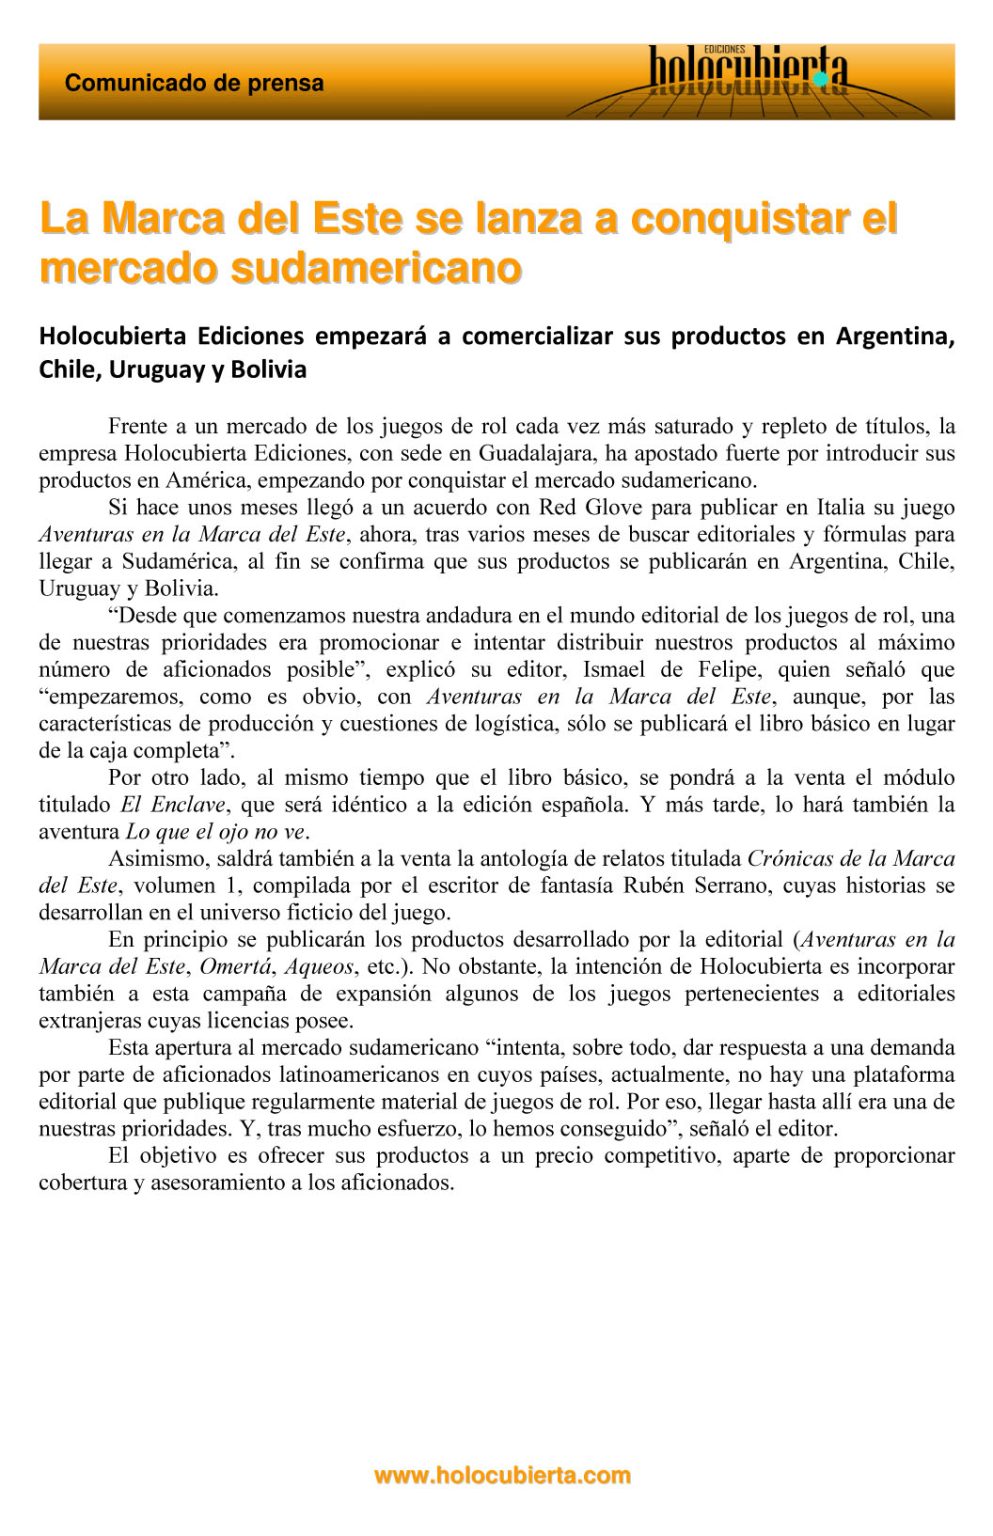 Comunicado de prensa
EDICIONES
holocubierta
La Marca del Este se lanza a conquistar el
mercado sudamericano
Holocubierta Ediciones empezará a comercializar sus productos en Argentina,
Chile, Uruguay y Bolivia
Frente a un mercado de los juegos de rol cada vez más saturado y repleto de títulos, la
empresa Holocubierta Ediciones, con sede en Guadalajara, ha apostado fuerte por introducir sus
productos en América, empezando por conquistar el mercado sudamericano.
Si hace unos meses llegó a un acuerdo con Red Glove para publicar en Italia su juego
Aventuras en la Marca del Este, ahora, tras varios meses de buscar editoriales y fórmulas para
llegar a Sudamérica, al fin se confirma que sus productos se publicarán en Argentina, Chile,
Uruguay y Bolivia.
“Desde que comenzamos nuestra andadura en el mundo editorial de los juegos de rol, una
de nuestras prioridades era promocionar e intentar distribuir nuestros productos al máximo
número de aficionados posible”, explicó su editor, Ismael de Felipe, quien señaló que
“empezaremos, como es obvio, con Aventuras en la Marca del Este, aunque, por las
características de producción y cuestiones de logística, sólo se publicará el libro básico en lugar
de la caja completa”.
Por otro lado, al mismo tiempo que el libro básico, se pondrá a la venta el módulo
titulado El Enclave, que será idéntico a la edición española. Y más tarde, lo hará también la
aventura Lo que el ojo no ve.
Asimismo, saldrá también a la venta la antología de relatos titulada Crónicas de la Marca
del Este, volumen 1, compilada por el escritor de fantasía Rubén Serrano, cuyas historias se
desarrollan en el universo ficticio del juego.
En principio se publicarán los productos desarrollado por la editorial (Aventuras en la
Marca del Este, Omertá, Aqueos, etc.). No obstante, la intención de Holocubierta es incorporar
también a esta campaña de expansión algunos de los juegos pertenecientes a editoriales
extranjeras cuyas licencias posee.
Esta apertura al mercado sudamericano “intenta, sobre todo, dar respuesta a una demanda
por parte de aficionados latinoamericanos en cuyos países, actualmente, no hay una plataforma
editorial que publique regularmente material de juegos de rol. Por eso, llegar hasta allí era una de
nuestras prioridades. Y, tras mucho esfuerzo, lo hemos conseguido”, señaló el editor.
El objetivo es ofrecer sus productos a un precio competitivo, aparte de proporcionar
cobertura y asesoramiento a los aficionados.
www.holocubierta.com